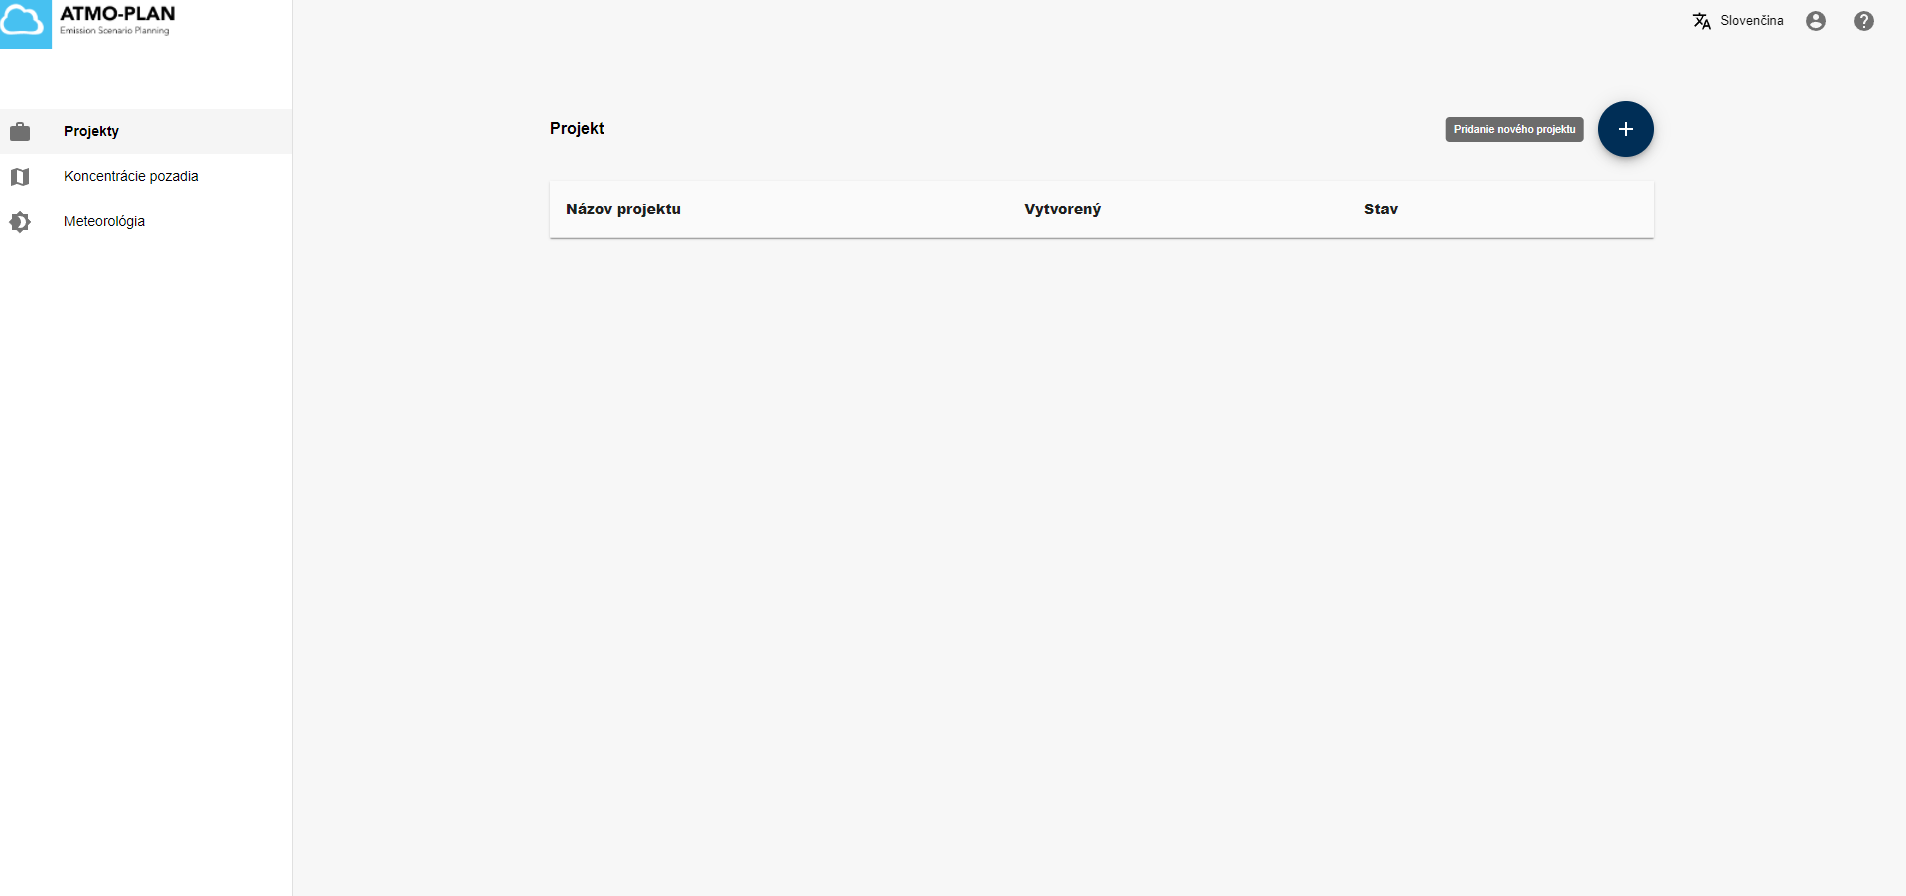 ATMO-PLAN
Emission Scenario Planning
Slovenčina
Projekty
Koncentrácie pozadia
Meteorológia
Projekt
Pridanie nového projektu
Názov projektu Vytvorený Stav